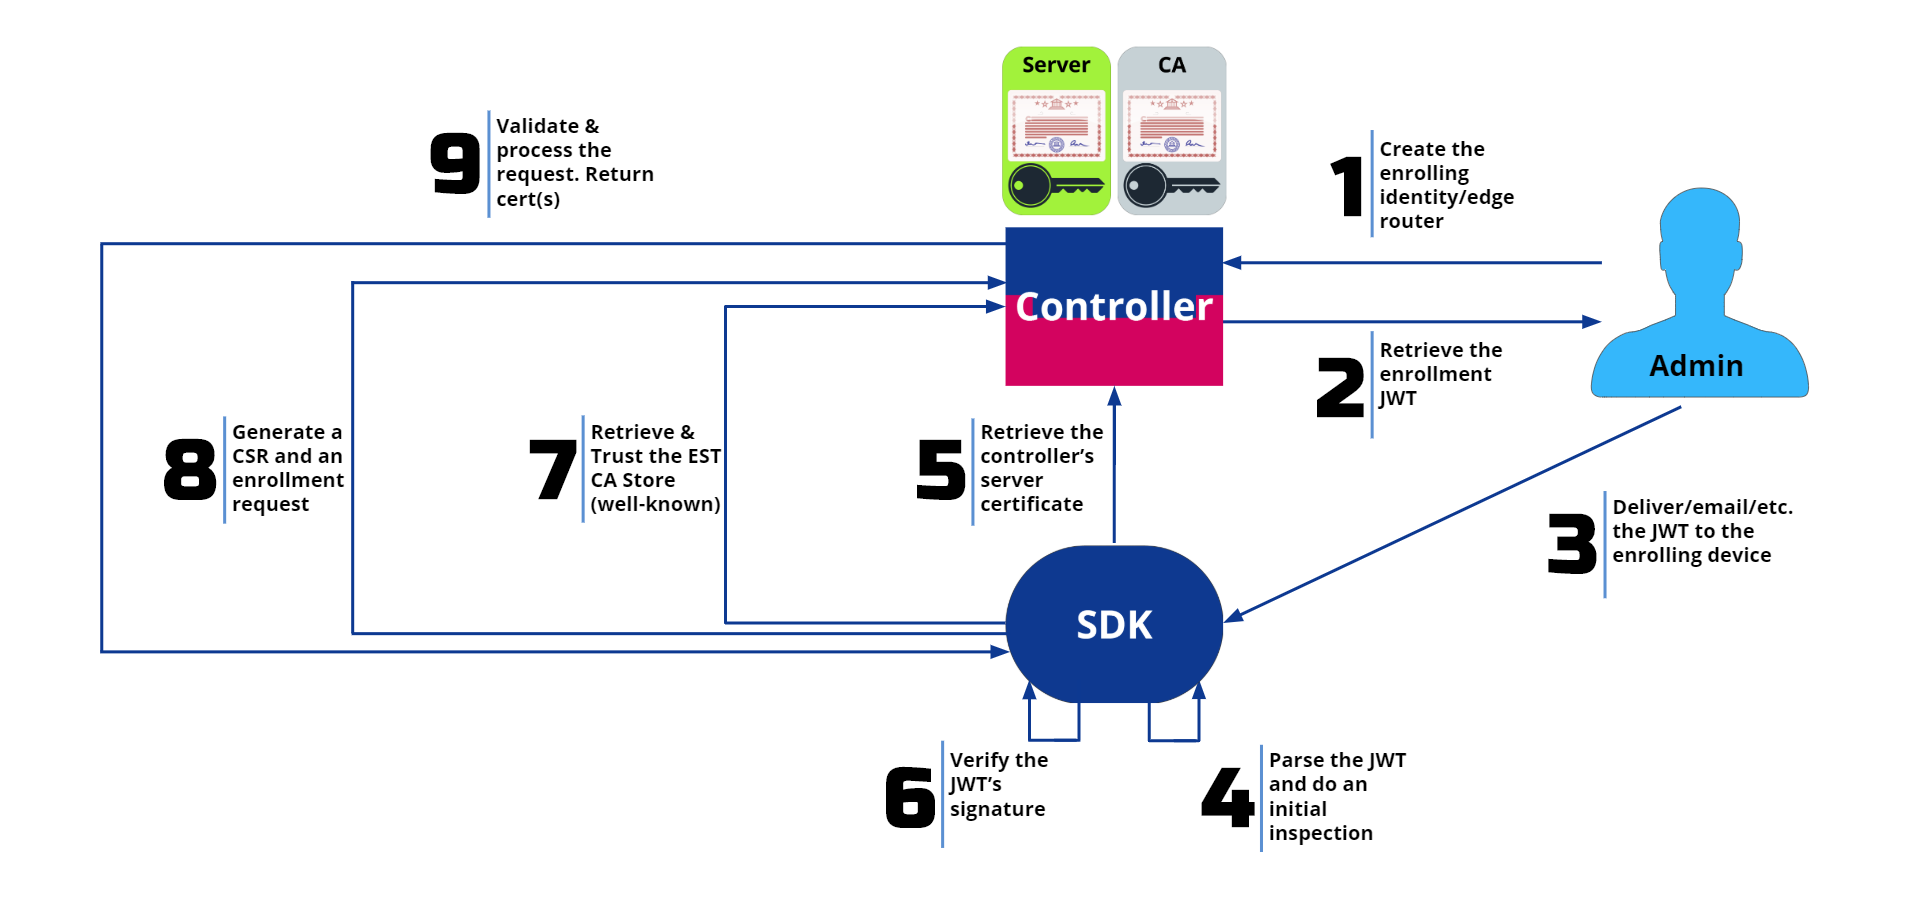 Server
CA
9
Validate &
process the
request. Return
cert(s)
1
Create the
enrolling
identity/edge
router
Controller
2
Retrieve the
enrollment
JWT
Admin
8
Generate a
CSR and an
enrollment
request
7
Retrieve &
Trust the EST
CA Store
(well-known)
5
Retrieve the
controller’s
server
certificate
3
Deliver/email/etc.
the JWT to the
enrolling device
SDK
6
Verify the
JWT’s
signature
4
Parse the JWT
and do an
initial
inspection